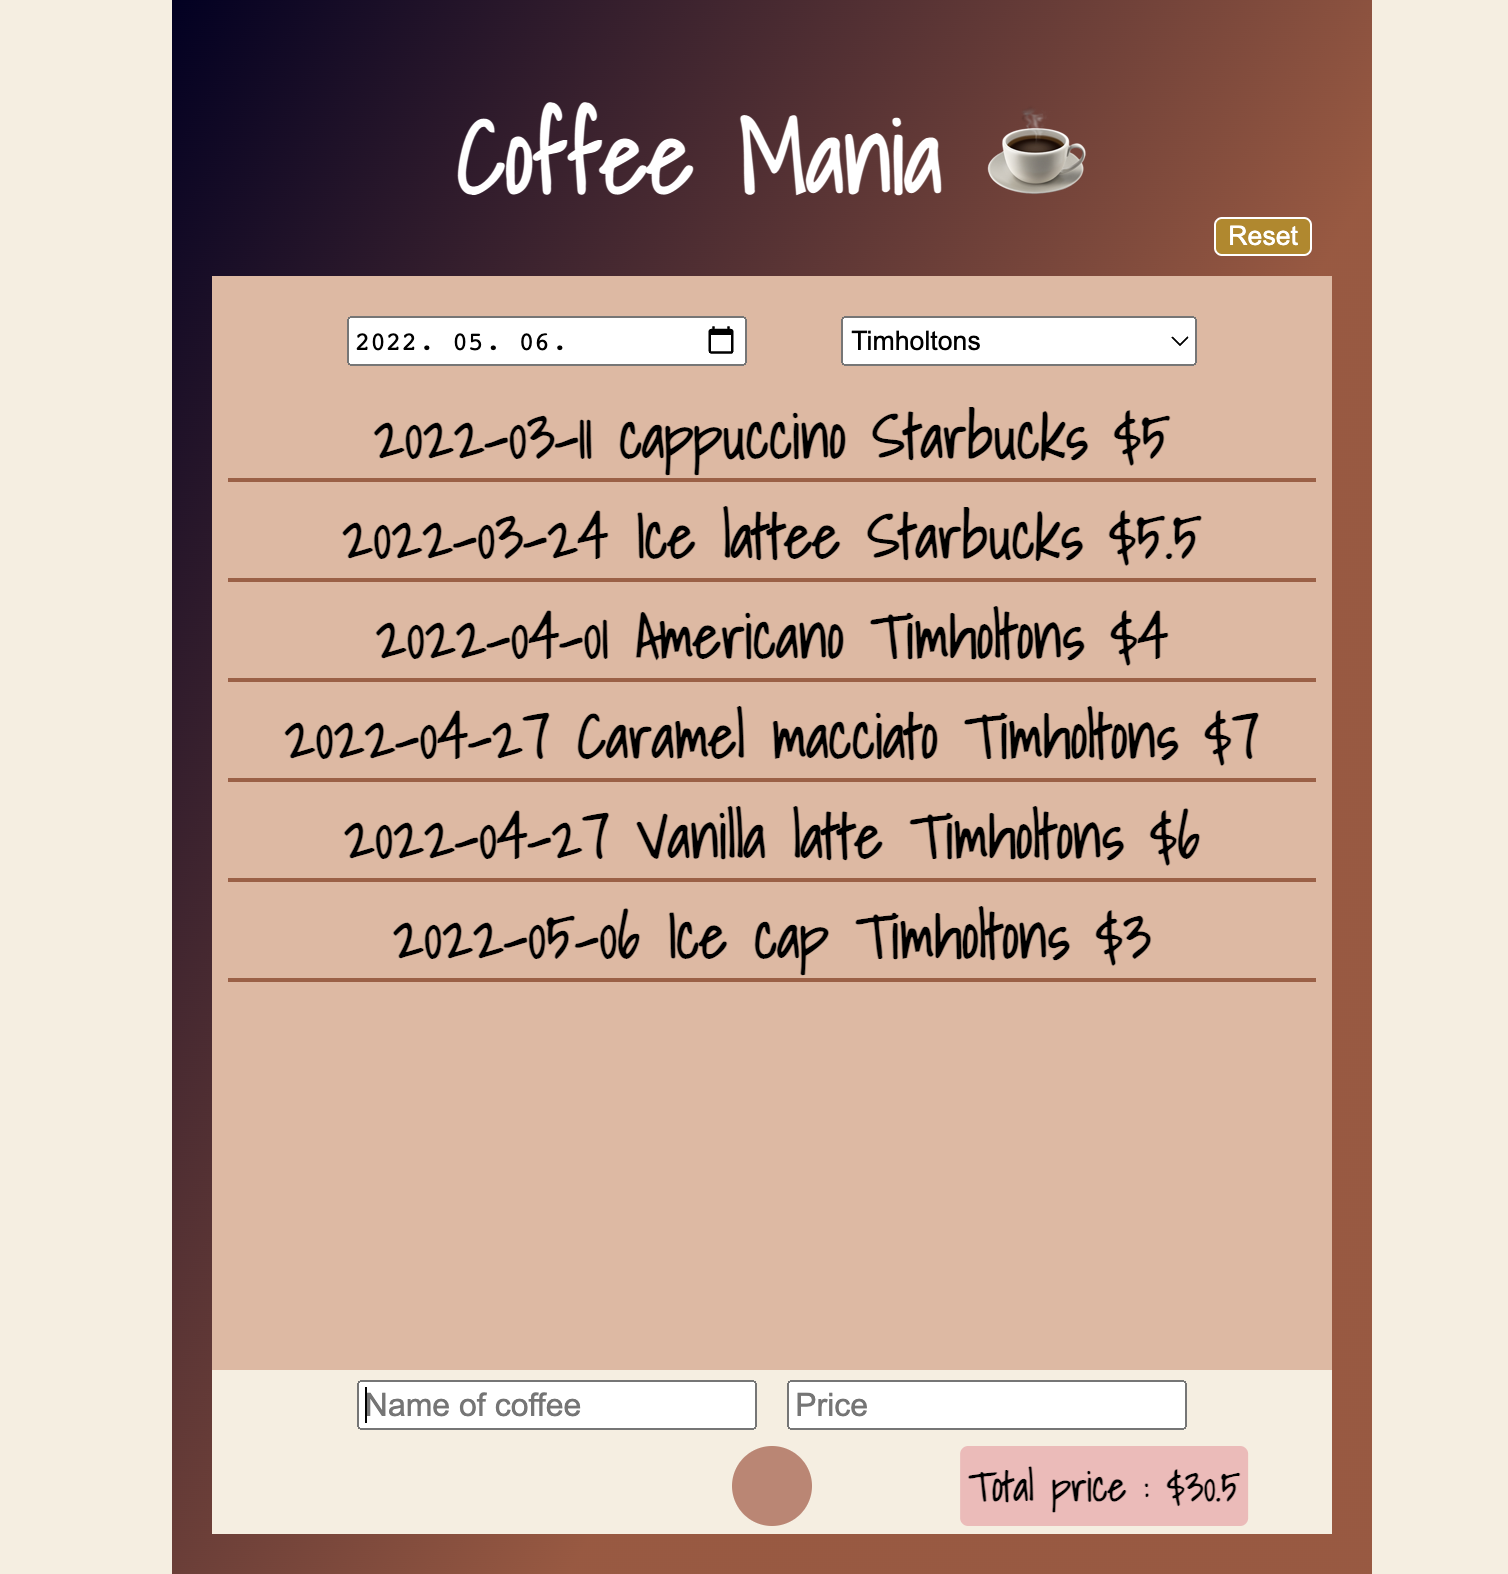 Coffee Mania
Reset
2022. 05. 06.
Timholtons
2022-03-11 cappuccino Starbucks $5
2022-03-24 Ice lattee Starbucks $5.5
2022-04-01 Americano Timholtons $4
2022-04-27 Caramel macciato Timholtons $7
2022-04-27 Vanilla latte Timholtons $6
2022-05-06 Ice cap Timholtons $3
Name of coffee
Price
Total price : $30.5